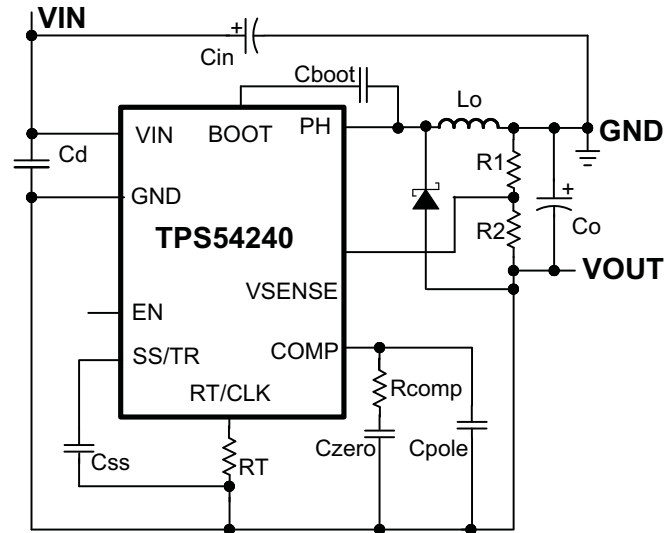 VIN
+
Cin
Cboot
Lo
VIN
BOOT
PH
GND
Cd
R1
GND
+
TPS54240
R2
Co
VSENSE
VOUT
EN
COMP
SS/TR
RT/CLK
Rcomp
Css
RT
Czero
Cpole